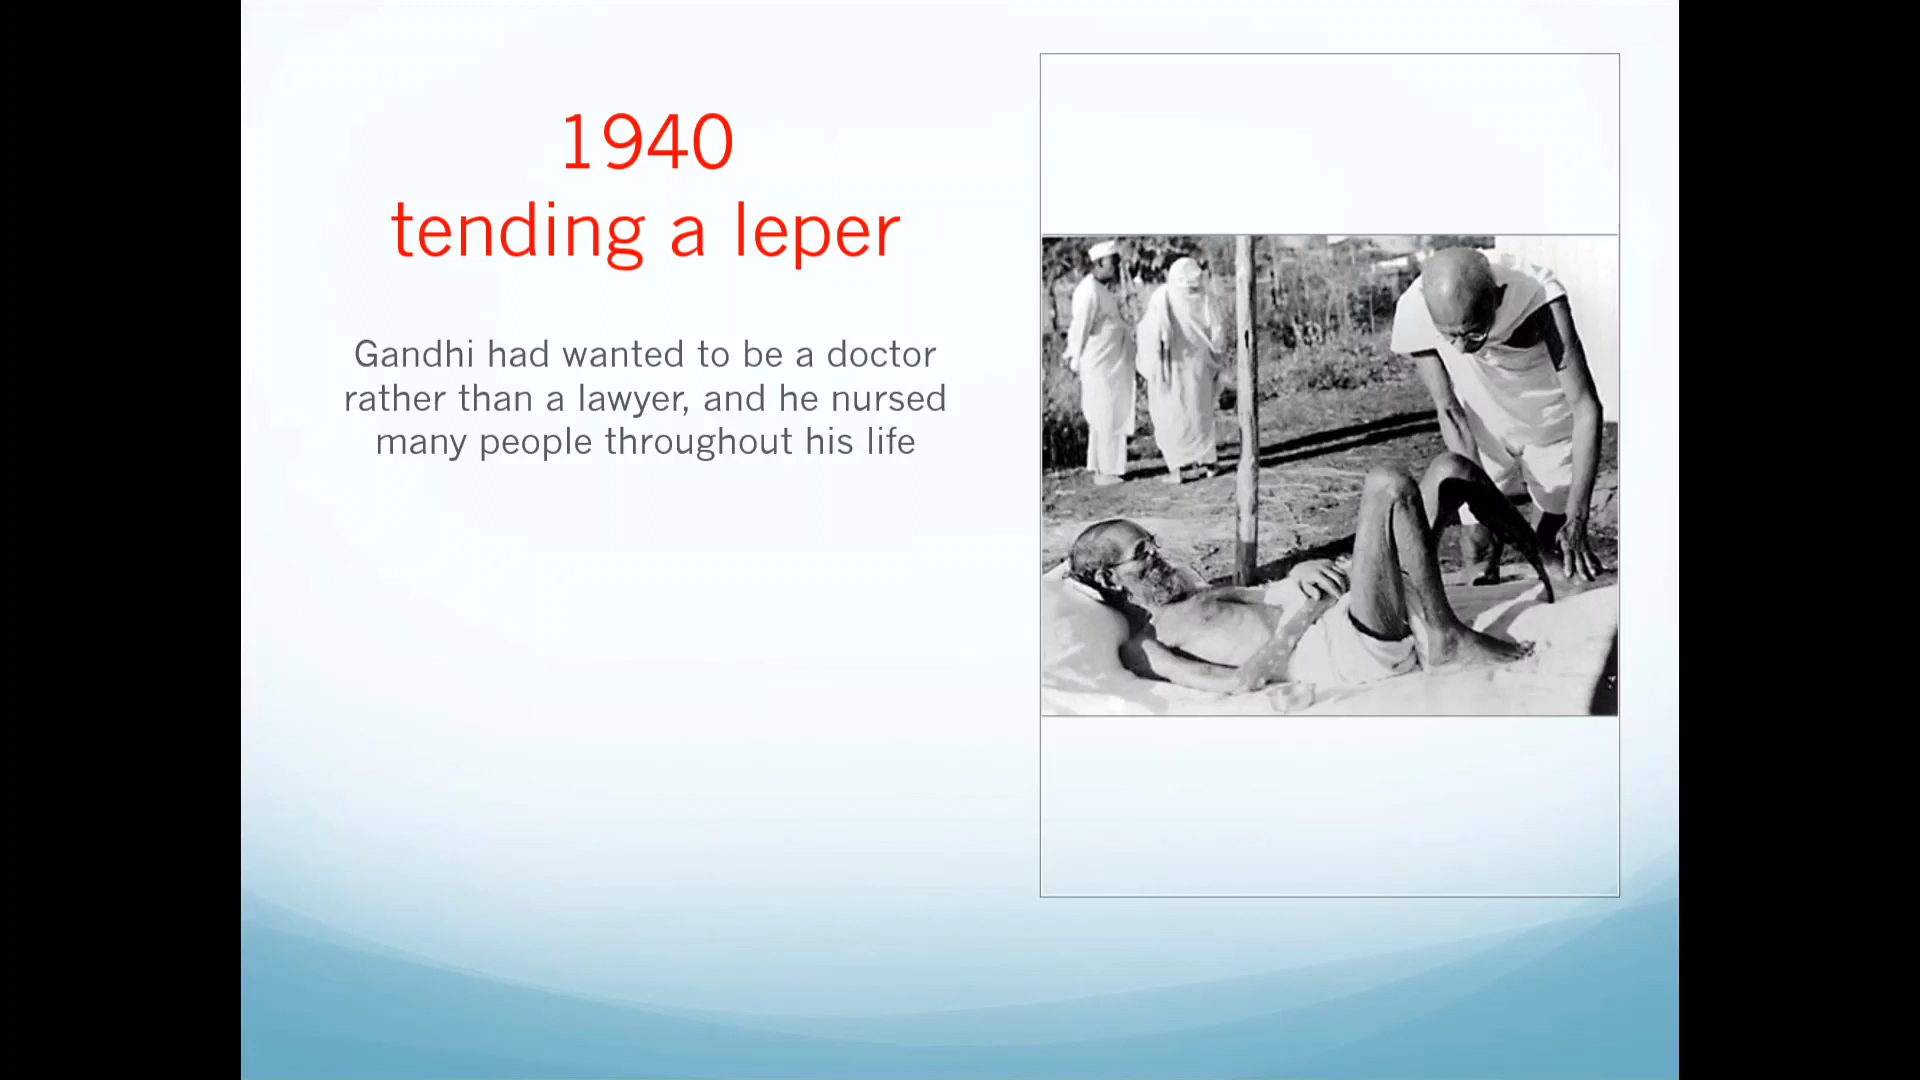 1940
tending a leper
Gandhi had wanted to be a doctor
rather than a lawyer, and he nursed
many people throughout his life